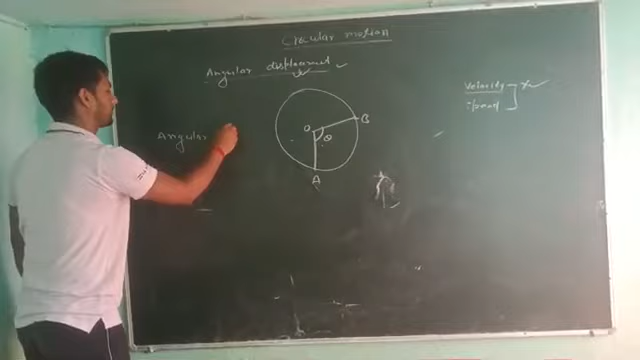 Circular motion
Angular displacement
Velocity
Speed
Angular
O
B
θ
A